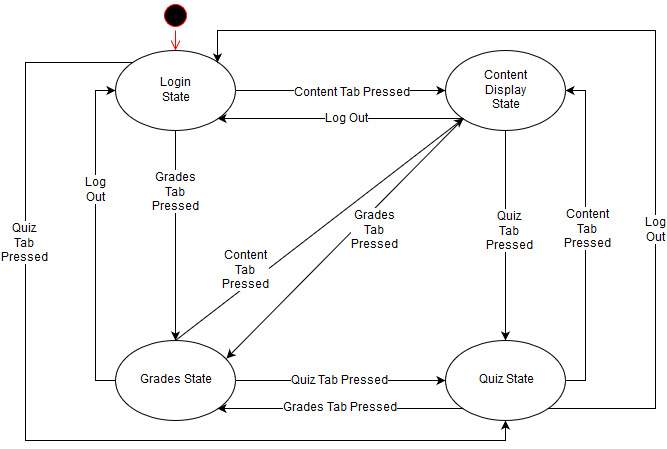 Login
State
Content
Display
State
Content Tab Pressed
Log Out
Log
Out
Grades
Tab
Pressed
Quiz
Tab
Pressed
Content
Tab
Pressed
Grades
Tab
Pressed
Quiz
Tab
Pressed
Content
Tab
Pressed
Log
Out
Grades State
Quiz Tab Pressed
Quiz State
Grades Tab Pressed